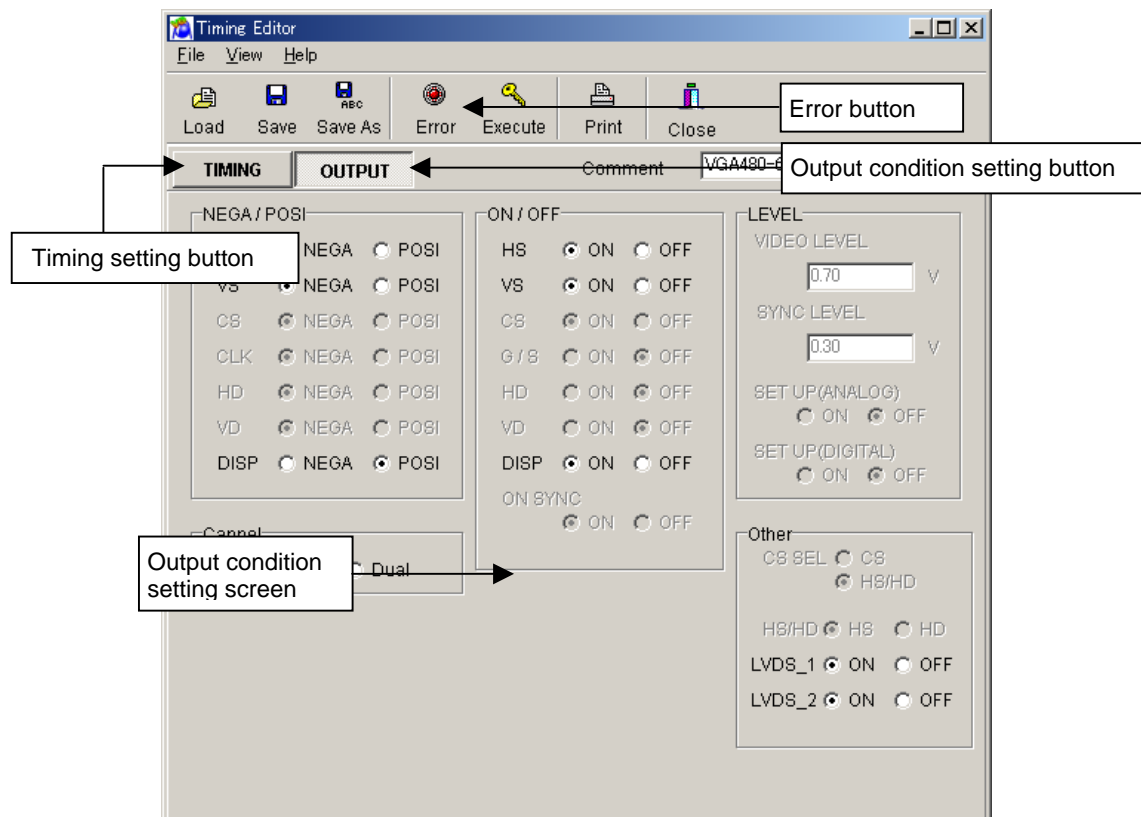 Timing Editor
File View Help
Load Save Save As Error Execute Print Close
ABC
Error button
TIMING OUTPUT Comment VGA480-6
Output condition setting button
Timing setting button
NEGA / POSI
NEGA POSI
VS NEGA POSI
CS NEGA POSI
CLK NEGA POSI
HD NEGA POSI
VD NEGA POSI
DISP NEGA POSI
ON / OFF
HS ON OFF
VS ON OFF
CS ON OFF
G / S ON OFF
HD ON OFF
VD ON OFF
DISP ON OFF
ON SYNC
ON OFF
LEVEL
VIDEO LEVEL
0.70 V
SYNC LEVEL
0.30 V
SET UP(ANALOG)
ON OFF
SET UP(DIGITAL)
ON OFF
Cannel
Dual
Output condition
setting screen
Other
CS SEL CS
HS/HD
HS/HD HS HD
LVDS_1 ON OFF
LVDS_2 ON OFF